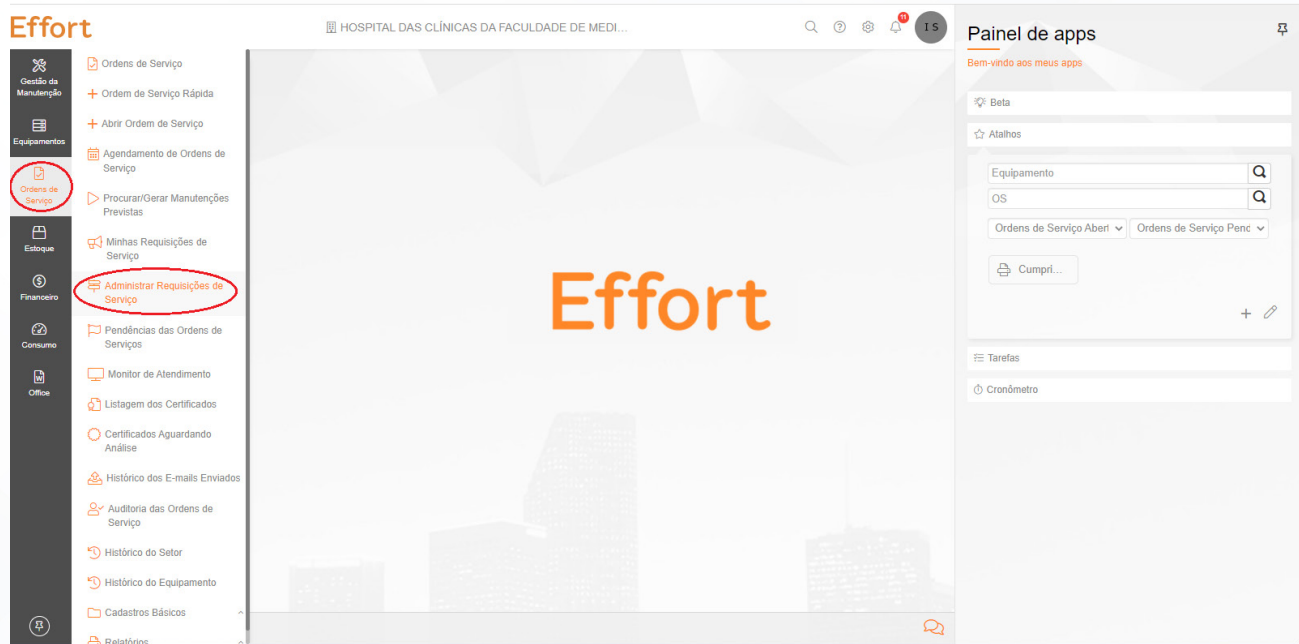 Effort
HOSPITAL DAS CLÍNICAS DA FACULDADE DE MEDI...
11
I S
Gestão da
Manutenção
Equipamentos
Ordens de
Serviço
Estoque
Financeiro
Consumo
Office
Ordens de Serviço
Ordem de Serviço Rápida
Abrir Ordem de Serviço
Agendamento de Ordens de
Serviço
Procurar/Gerar Manutenções
Previstas
Minhas Requisições de
Serviço
Administrar Requisições de
Serviço
Pendências das Ordens de
Serviços
Monitor de Atendimento
Listagem dos Certificados
Certificados Aguardando
Análise
Histórico dos E-mails Enviados
Auditoria das Ordens de
Serviço
Histórico do Setor
Histórico do Equipamento
Cadastros Básicos
Relatórios
Effort
Painel de apps
Bem-vindo aos meus apps
Beta
Atalhos
Equipamento
OS
Ordens de Serviço Abert
Ordens de Serviço Penc
Cumpri...
Tarefas
Cronômetro